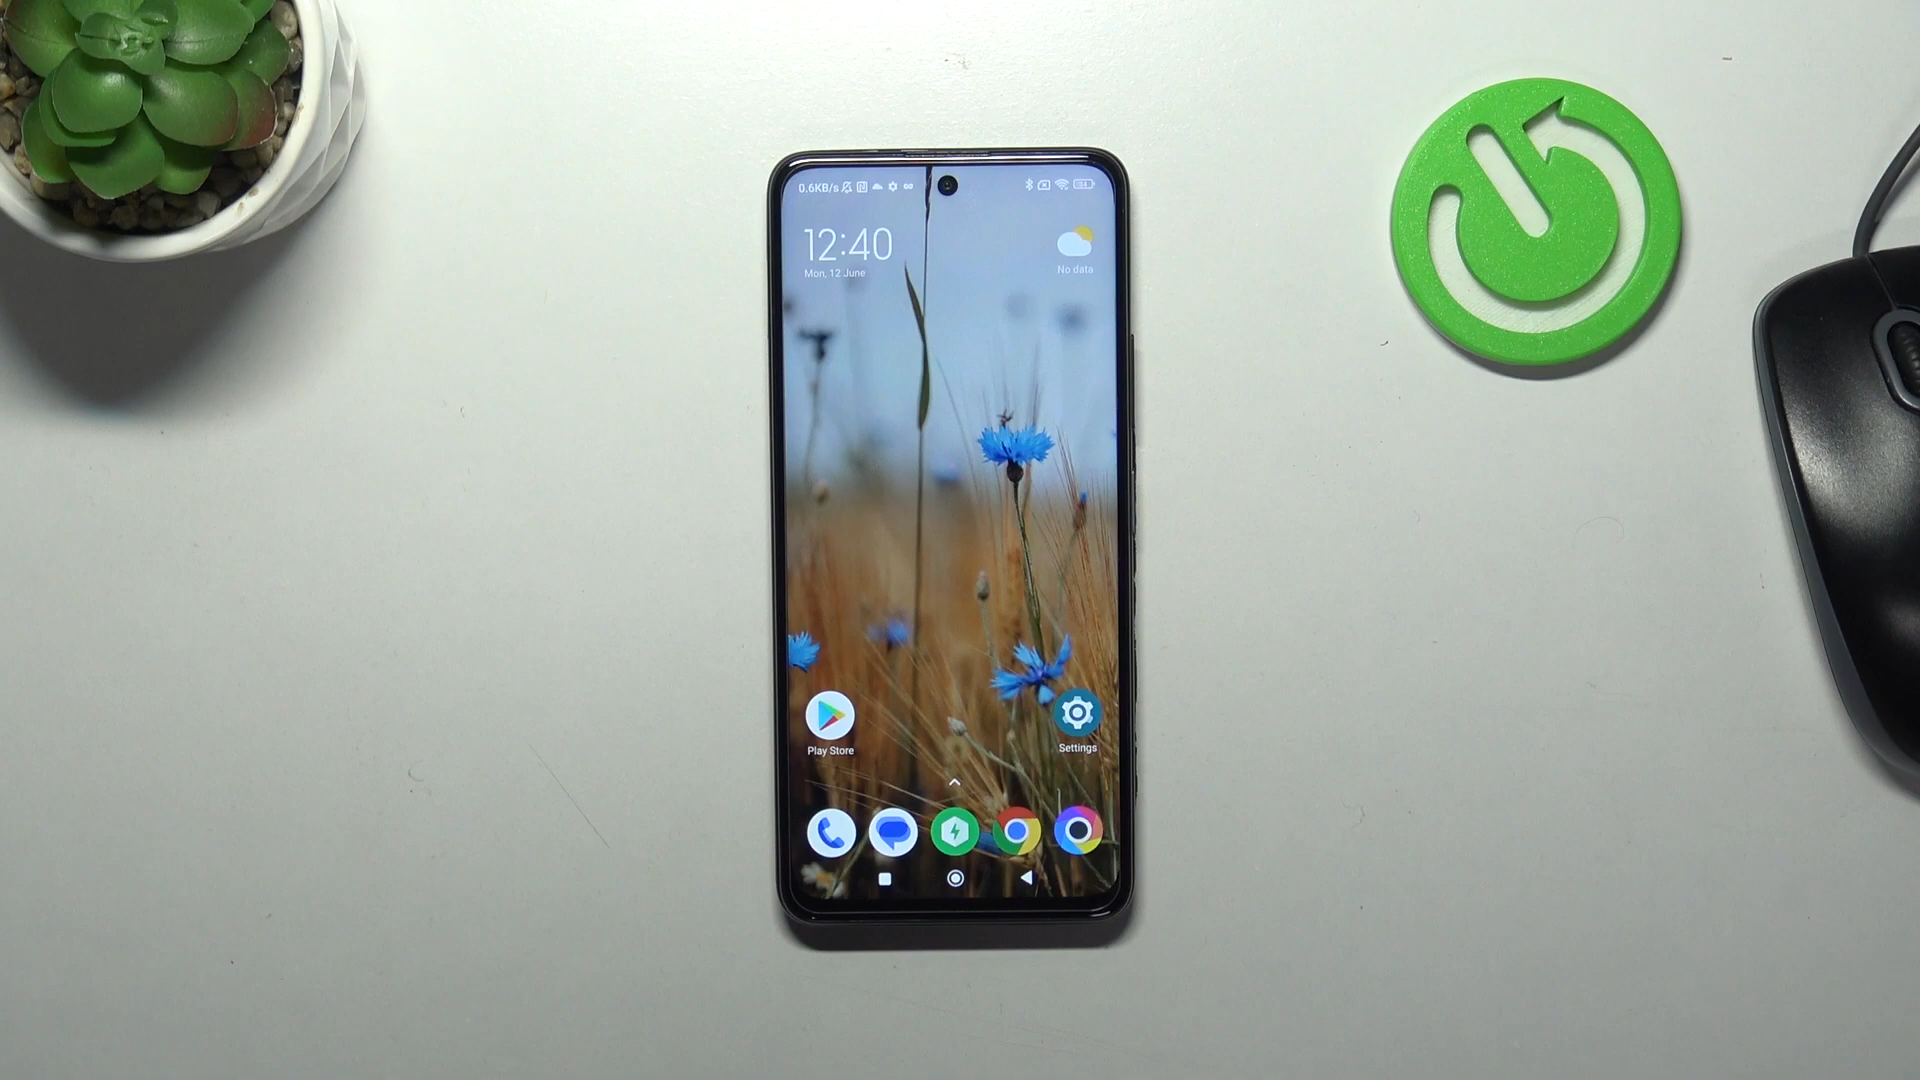 0.6KB/s
12:40
Mon, 12 June
No data
Play Store
Settings